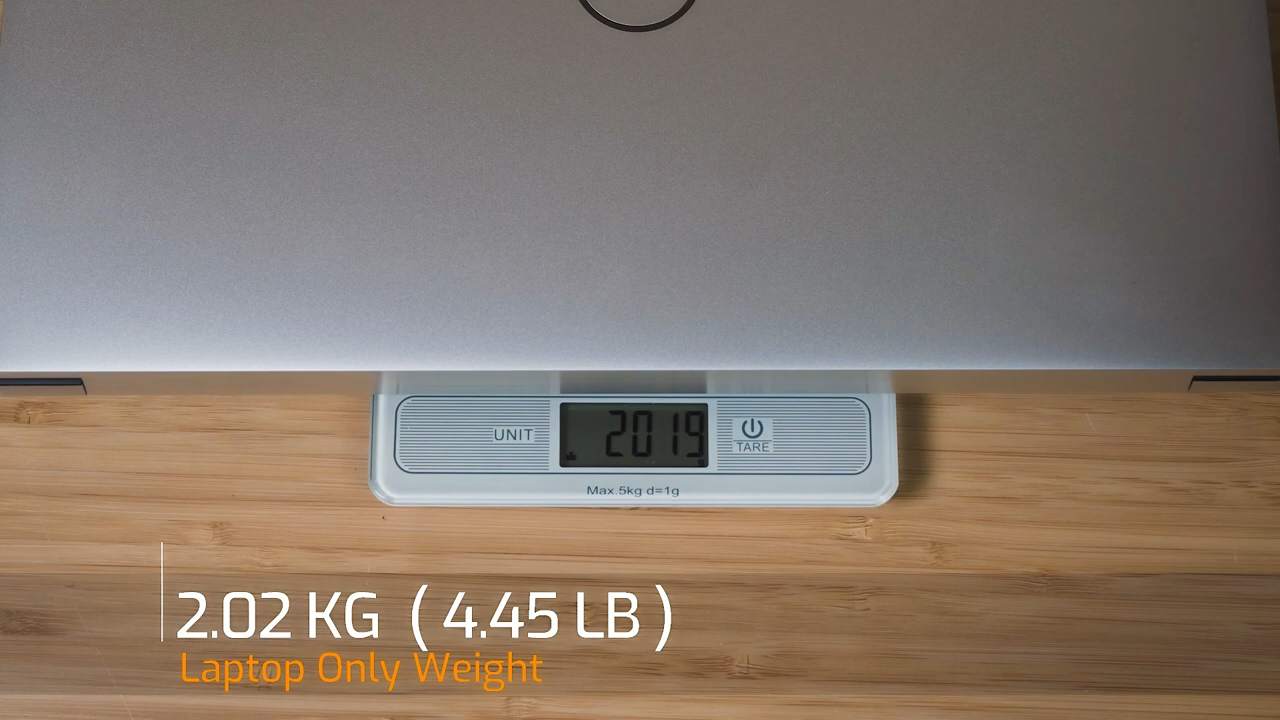 UNIT
2019
TARE
Max.5kg d=1g
2.02 KG ( 4.45 LB )
Laptop Only Weight